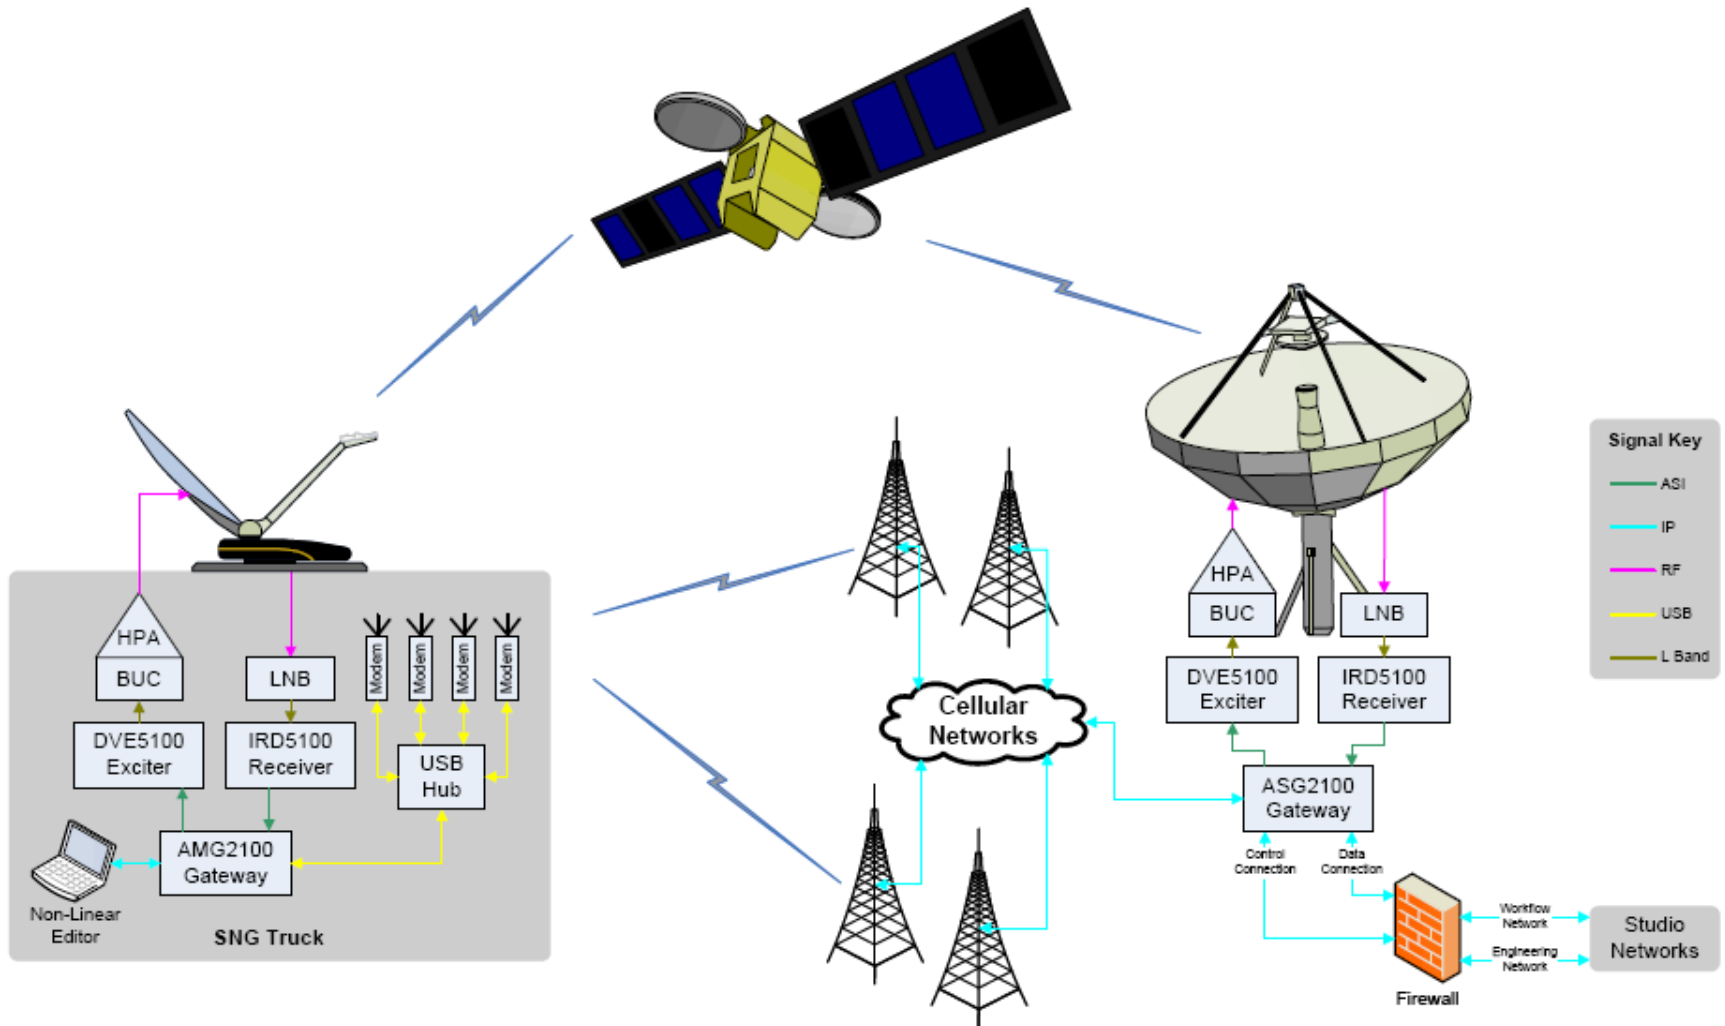 HPA
BUC
LNB
Modem
Modem
Modem
Modem
DVE5100
Exciter
IRD5100
Receiver
USB
Hub
AMG2100
Gateway
Non-Linear
Editor
SNG Truck
Cellular
Networks
HPA
BUC
LNB
DVE5100
Exciter
IRD5100
Receiver
ASG2100
Gateway
Control
Connection
Data
Connection
Firewall
Workflow
Network
Engineering
Network
Studio
Networks
Signal Key
ASI
IP
RF
USB
L Band